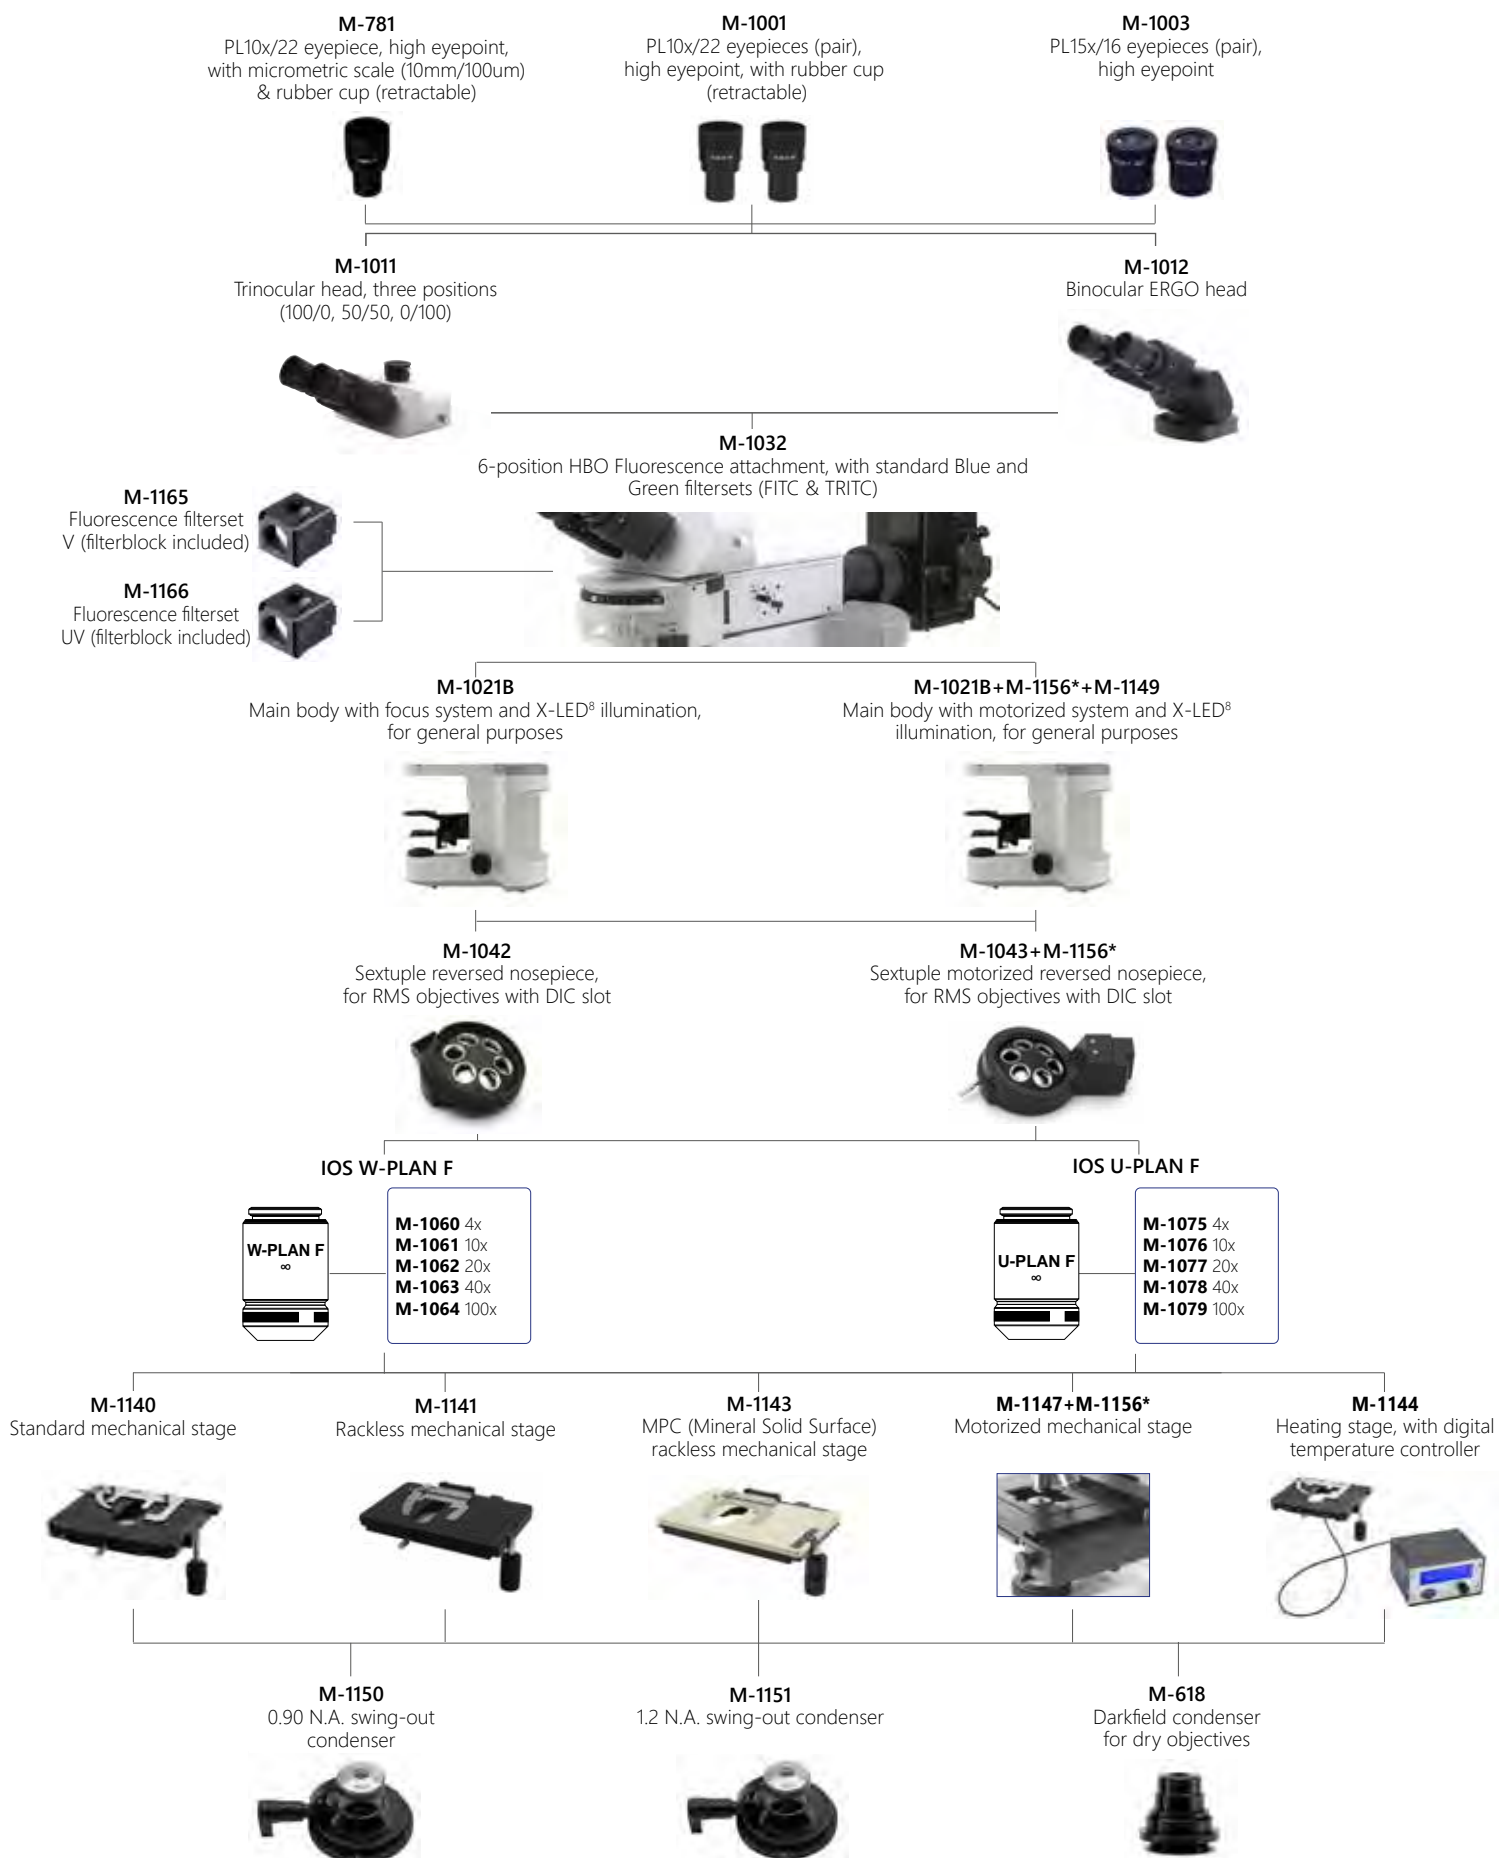 M-781
PL10x/22 eyepiece, high eyepoint,
with micrometric scale (10mm/100um)
& rubber cup (retractable)
M-1001
PL10x/22 eyepieces (pair),
high eyepoint, with rubber cup
(retractable)
M-1003
PL15x/16 eyepieces (pair),
high eyepoint
M-1011
Trinocular head, three positions
(100/0, 50/50, 0/100)
M-1012
Binocular ERGO head
M-1032
6-position HBO Fluorescence attachment, with standard Blue and
Green filtersets (FITC & TRITC)
M-1165
Fluorescence filterset
V (filterblock included)
M-1166
Fluorescence filterset
UV (filterblock included)
M-1021B
Main body with focus system and X-LED⁸ illumination,
for general purposes
M-1021B+M-1156*+M-1149
Main body with motorized system and X-LED⁸
illumination, for general purposes
M-1042
Sextuple reversed nosepiece,
for RMS objectives with DIC slot
M-1043+M-1156*
Sextuple motorized reversed nosepiece,
for RMS objectives with DIC slot
IOS W-PLAN F
W-PLAN F
∞
M-1060 4x
M-1061 10x
M-1062 20x
M-1063 40x
M-1064 100x
IOS U-PLAN F
U-PLAN F
∞
M-1075 4x
M-1076 10x
M-1077 20x
M-1078 40x
M-1079 100x
M-1140
Standard mechanical stage
M-1141
Rackless mechanical stage
M-1143
MPC (Mineral Solid Surface)
rackless mechanical stage
M-1147+M-1156*
Motorized mechanical stage
M-1144
Heating stage, with digital
temperature controller
M-1150
0.90 N.A. swing-out
condenser
M-1151
1.2 N.A. swing-out condenser
M-618
Darkfield condenser
for dry objectives